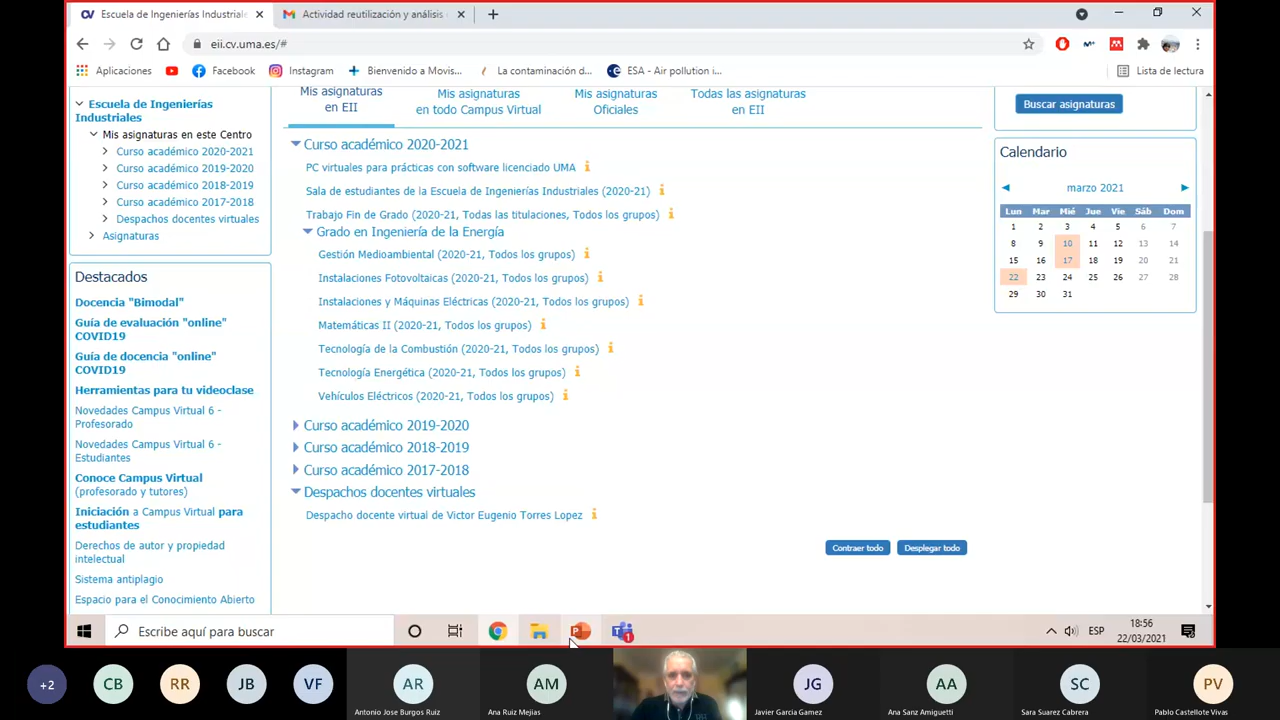 Escuela de Ingenierías Industriale
Actividad reutilización y análisis
eii.cv.uma.es/#
Aplicaciones
Facebook
Instagram
Bienvenido a Movis...
La contaminación d...
ESA - Air pollution i...
Lista de lectura
Escuela de Ingenierías
Industriales
Mis asignaturas en este Centro
Curso académico 2020-2021
Curso académico 2019-2020
Curso académico 2018-2019
Curso académico 2017-2018
Despachos docentes virtuales
Asignaturas
Destacados
Docencia "Bimodal"
Guía de evaluación "online"
COVID19
Guía de docencia "online"
COVID19
Herramientas para tu videoclase
Novedades Campus Virtual 6 -
Profesorado
Novedades Campus Virtual 6 -
Estudiantes
Conoce Campus Virtual
(profesorado y tutores)
Iniciación a Campus Virtual para
estudiantes
Derechos de autor y propiedad
intelectual
Sistema antiplagio
Espacio para el Conocimiento Abierto
Mis asignaturas
en EII
Mis asignaturas
en todo Campus Virtual
Mis asignaturas
Oficiales
Todas las asignaturas
en EII
Curso académico 2020-2021
PC virtuales para prácticas con software licenciado UMA
Sala de estudiantes de la Escuela de Ingenierías Industriales (2020-21)
Trabajo Fin de Grado (2020-21, Todas las titulaciones, Todos los grupos)
Grado en Ingeniería de la Energía
Gestión Medioambiental (2020-21, Todos los grupos)
Instalaciones Fotovoltaicas (2020-21, Todos los grupos)
Instalaciones y Máquinas Eléctricas (2020-21, Todos los grupos)
Matemáticas II (2020-21, Todos los grupos)
Tecnología de la Combustión (2020-21, Todos los grupos)
Tecnología Energética (2020-21, Todos los grupos)
Vehículos Eléctricos (2020-21, Todos los grupos)
Curso académico 2019-2020
Curso académico 2018-2019
Curso académico 2017-2018
Despachos docentes virtuales
Despacho docente virtual de Victor Eugenio Torres Lopez
Contraer todo
Desplegar todo
Buscar asignaturas
Calendario
marzo 2021
Lun Mar Mié Jue Vie Sáb Dom
1 2 3 4 5 6 7
8 9 10 11 12 13 14
15 16 17 18 19 20 21
22 23 24 25 26 27 28
29 30 31
Escribe aquí para buscar
1
ESP
18:56
22/03/2021
+2
CB
RR
JB
VF
AR
Antonio Jose Burgos Ruiz
AM
Ana Ruiz Mejias
JG
Javier Garcia Gamez
AA
Ana Sanz Amiguetti
SC
Sara Suarez Cabrera
PV
Pablo Castellote Vivas